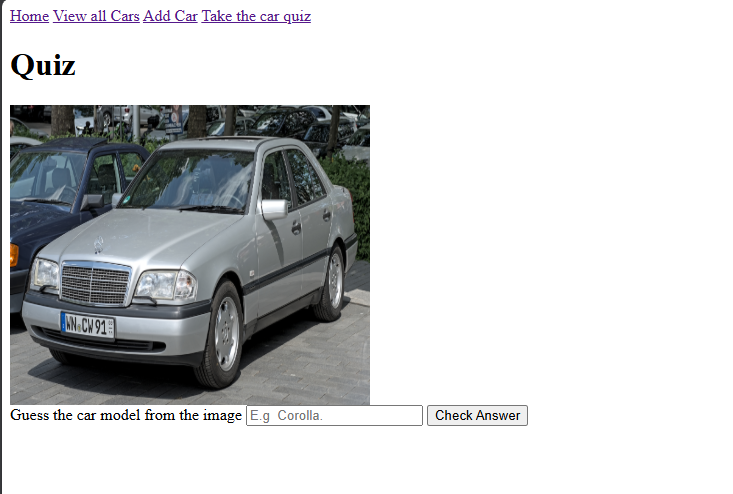 Home View all Cars Add Car Take the car quiz
Quiz
WN CW 91
Guess the car model from the image E.g Corolla. Check Answer